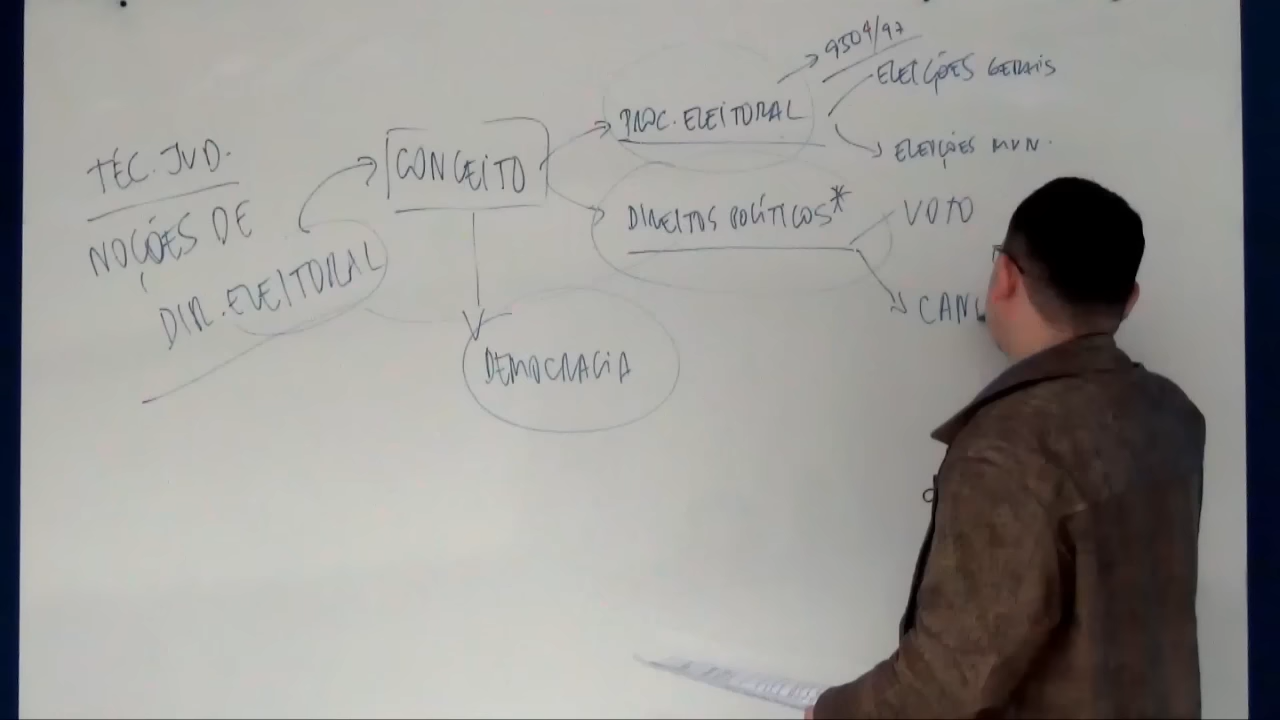 TÉC. JUD.
NOÇÕES DE
DIR. ELEITORAL
CONCEITO
DEMOCRACIA
PROC. ELEITORAL
9504/97
ELEIÇÕES GERAIS
ELEIÇÕES MUN.
DIREITOS POLÍTICOS*
VOTO
CAN